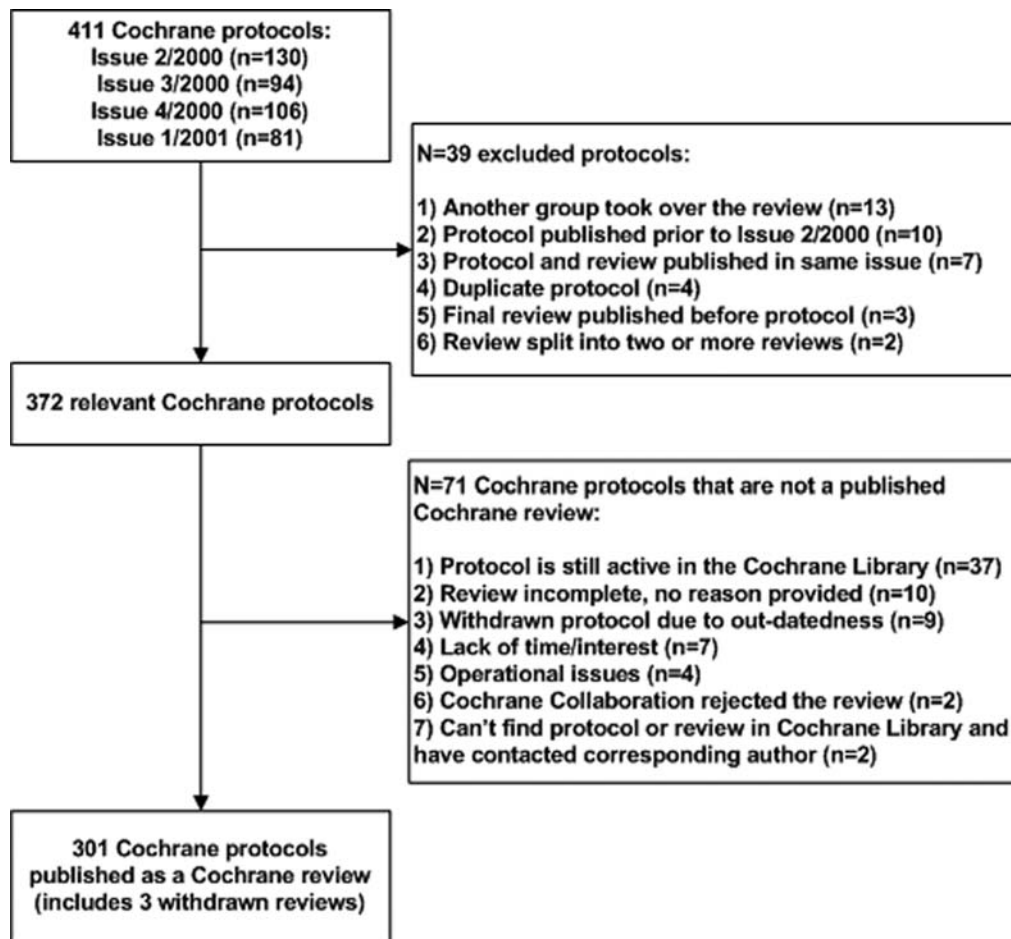 411 Cochrane protocols:
Issue 2/2000 (n=130)
Issue 3/2000 (n=94)
Issue 4/2000 (n=106)
Issue 1/2001 (n=81)
N=39 excluded protocols:
1) Another group took over the review (n=13)
2) Protocol published prior to Issue 2/2000 (n=10)
3) Protocol and review published in same issue (n=7)
4) Duplicate protocol (n=4)
5) Final review published before protocol (n=3)
6) Review split into two or more reviews (n=2)
372 relevant Cochrane protocols
N=71 Cochrane protocols that are not a published
Cochrane review:
1) Protocol is still active in the Cochrane Library (n=37)
2) Review incomplete, no reason provided (n=10)
3) Withdrawn protocol due to out-datedness (n=9)
4) Lack of time/interest (n=7)
5) Operational issues (n=4)
6) Cochrane Collaboration rejected the review (n=2)
7) Can't find protocol or review in Cochrane Library and
have contacted corresponding author (n=2)
301 Cochrane protocols
published as a Cochrane review
(includes 3 withdrawn reviews)